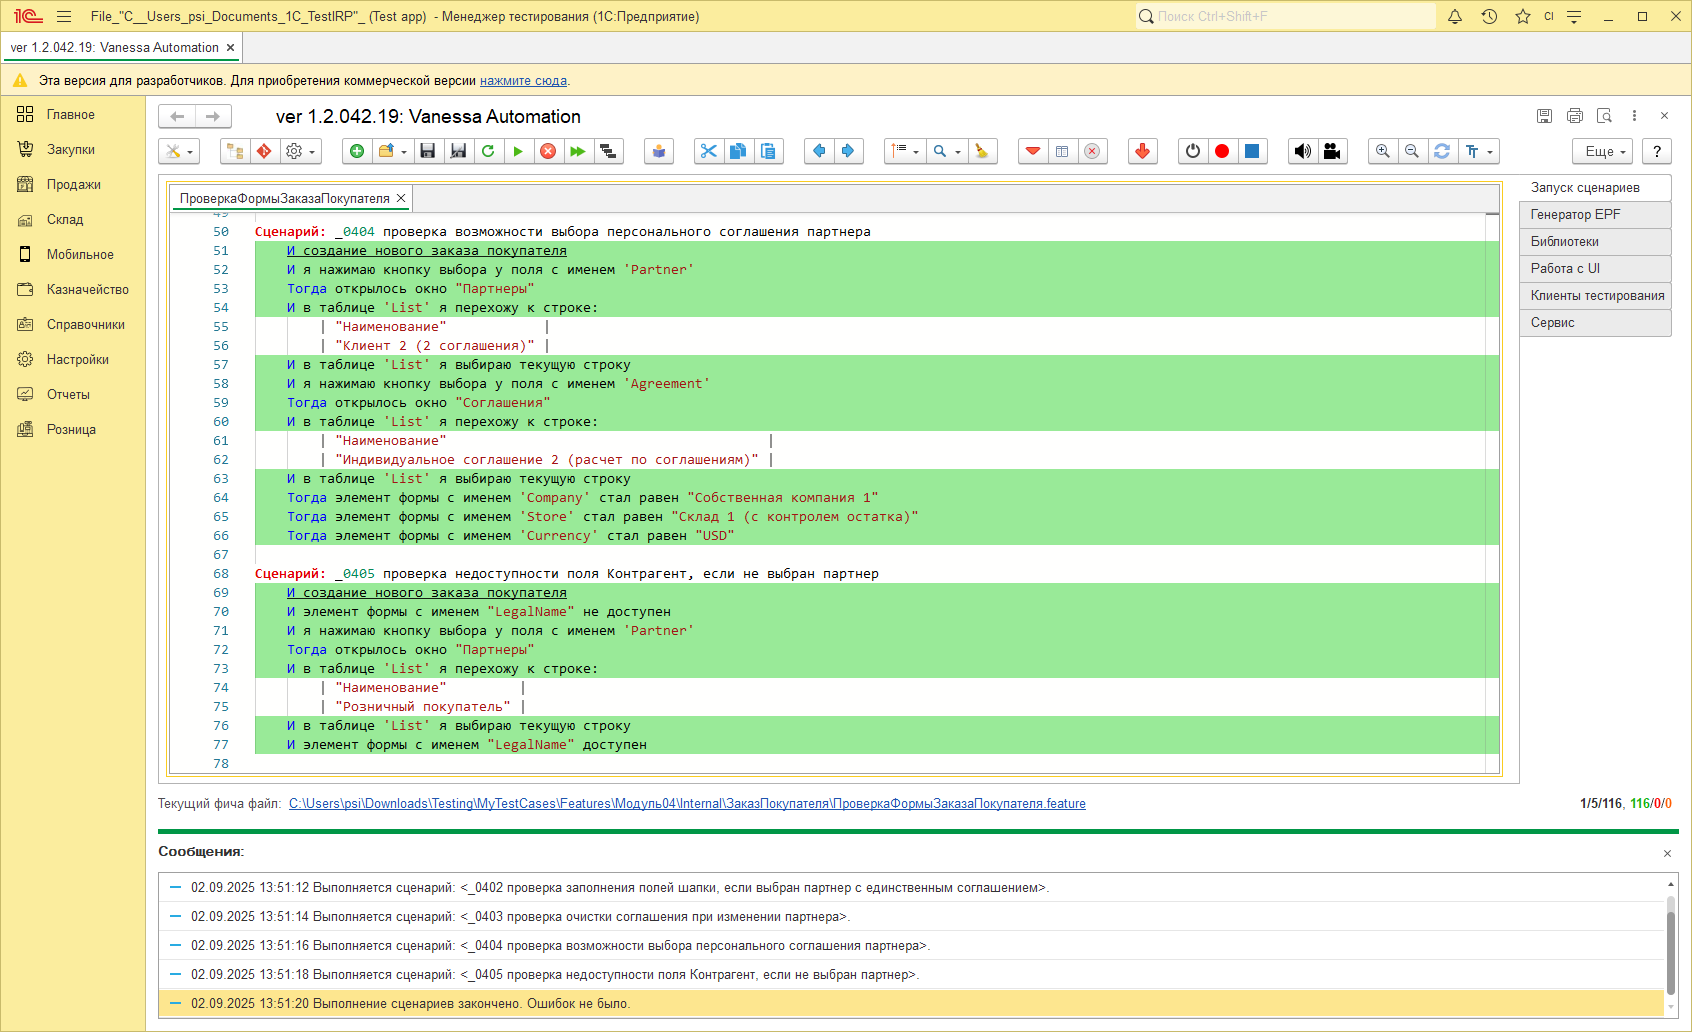 File_"C__Users_psi_Documents_1C_TestIRP"_ (Test app) - Менеджер тестирования (1С:Предприятие)
Поиск Ctrl+Shift+F
CI
ver 1.2.042.19: Vanessa Automation
Эта версия для разработчиков. Для приобретения коммерческой версии нажмите сюда.
Главное
Закупки
Продажи
Склад
Мобильное
Казначейство
Справочники
Настройки
Отчеты
Розница
ver 1.2.042.19: Vanessa Automation
Еще
?
ПроверкаФормыЗаказаПокупателя
49
50 Сценарий: _0404 проверка возможности выбора персонального соглашения партнера
51 И создание нового заказа покупателя
52 И я нажимаю кнопку выбора у поля с именем 'Partner'
53 Тогда открылось окно "Партнеры"
54 И в таблице 'List' я перехожу к строке:
55 | "Наименование" |
56 | "Клиент 2 (2 соглашения)" |
57 И в таблице 'List' я выбираю текущую строку
58 И я нажимаю кнопку выбора у поля с именем 'Agreement'
59 Тогда открылось окно "Соглашения"
60 И в таблице 'List' я перехожу к строке:
61 | "Наименование" |
62 | "Индивидуальное соглашение 2 (расчет по соглашениям)" |
63 И в таблице 'List' я выбираю текущую строку
64 Тогда элемент формы с именем 'Company' стал равен "Собственная компания 1"
65 Тогда элемент формы с именем 'Store' стал равен "Склад 1 (с контролем остатка)"
66 Тогда элемент формы с именем 'Currency' стал равен "USD"
67
68 Сценарий: _0405 проверка недоступности поля Контрагент, если не выбран партнер
69 И создание нового заказа покупателя
70 И элемент формы с именем "LegalName" не доступен
71 И я нажимаю кнопку выбора у поля с именем 'Partner'
72 Тогда открылось окно "Партнеры"
73 И в таблице 'List' я перехожу к строке:
74 | "Наименование" |
75 | "Розничный покупатель" |
76 И в таблице 'List' я выбираю текущую строку
77 И элемент формы с именем "LegalName" доступен
78
Запуск сценариев
Генератор EPF
Библиотеки
Работа с UI
Клиенты тестирования
Сервис
Текущий фича файл: C:\Users\psi\Downloads\Testing\MyTestCases\Features\Модуль04\Internal\ЗаказПокупателя\ПроверкаФормыЗаказаПокупателя.feature
1/5/116, 116/0/0
Сообщения:
02.09.2025 13:51:12 Выполняется сценарий: <_0402 проверка заполнения полей шапки, если выбран партнер с единственным соглашением>.
02.09.2025 13:51:14 Выполняется сценарий: <_0403 проверка очистки соглашения при изменении партнера>.
02.09.2025 13:51:16 Выполняется сценарий: <_0404 проверка возможности выбора персонального соглашения партнера>.
02.09.2025 13:51:18 Выполняется сценарий: <_0405 проверка недоступности поля Контрагент, если не выбран партнер>.
02.09.2025 13:51:20 Выполнение сценариев закончено. Ошибок не было.